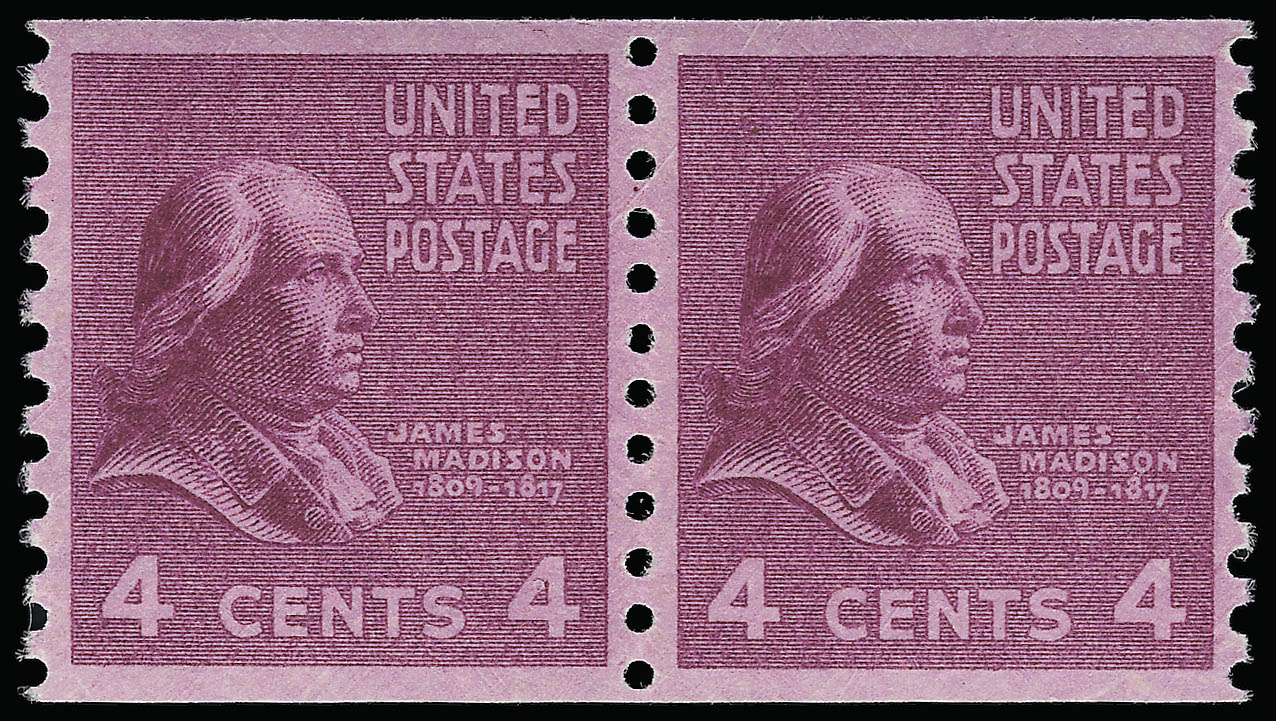 UNITED
STATES
POSTAGE
JAMES
MADISON
1809-1817
4 CENTS 4
UNITED
STATES
POSTAGE
JAMES
MADISON
1809-1817
4 CENTS 4